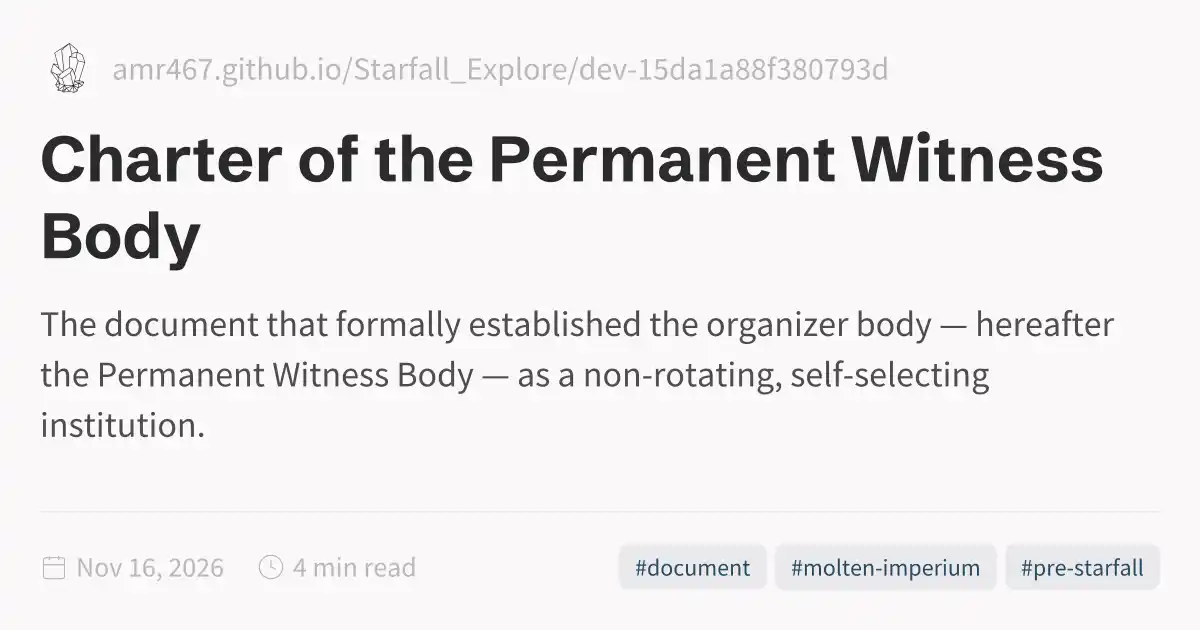 amr467.github.io/Starfall_Explore/dev-15da1a88f380793d
Charter of the Permanent Witness
Body
The document that formally established the organizer body — hereafter
the Permanent Witness Body — as a non-rotating, self-selecting
institution.
Nov 16, 2026 4 min read #document #molten-imperium #pre-starfall